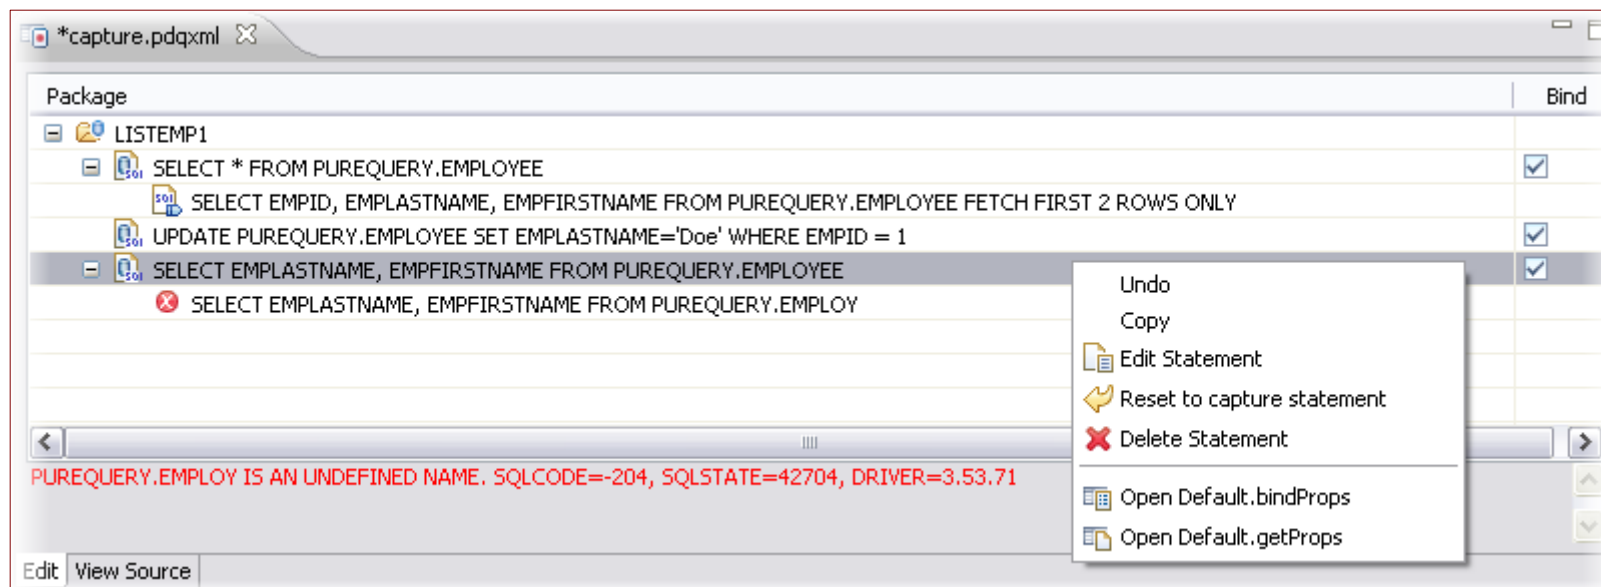 *capture.pdqxml
Package Bind
LISTEMP1
SELECT * FROM PUREQUERY.EMPLOYEE
SELECT EMPID, EMPLASTNAME, EMPFIRSTNAME FROM PUREQUERY.EMPLOYEE FETCH FIRST 2 ROWS ONLY
UPDATE PUREQUERY.EMPLOYEE SET EMPLASTNAME='Doe' WHERE EMPID = 1
SELECT EMPLASTNAME, EMPFIRSTNAME FROM PUREQUERY.EMPLOYEE
SELECT EMPLASTNAME, EMPFIRSTNAME FROM PUREQUERY.EMPLOY
Undo
Copy
Edit Statement
Reset to capture statement
Delete Statement
Open Default.bindProps
Open Default.getProps
PUREQUERY.EMPLOY IS AN UNDEFINED NAME. SQLCODE=-204, SQLSTATE=42704, DRIVER=3.53.71
Edit View Source